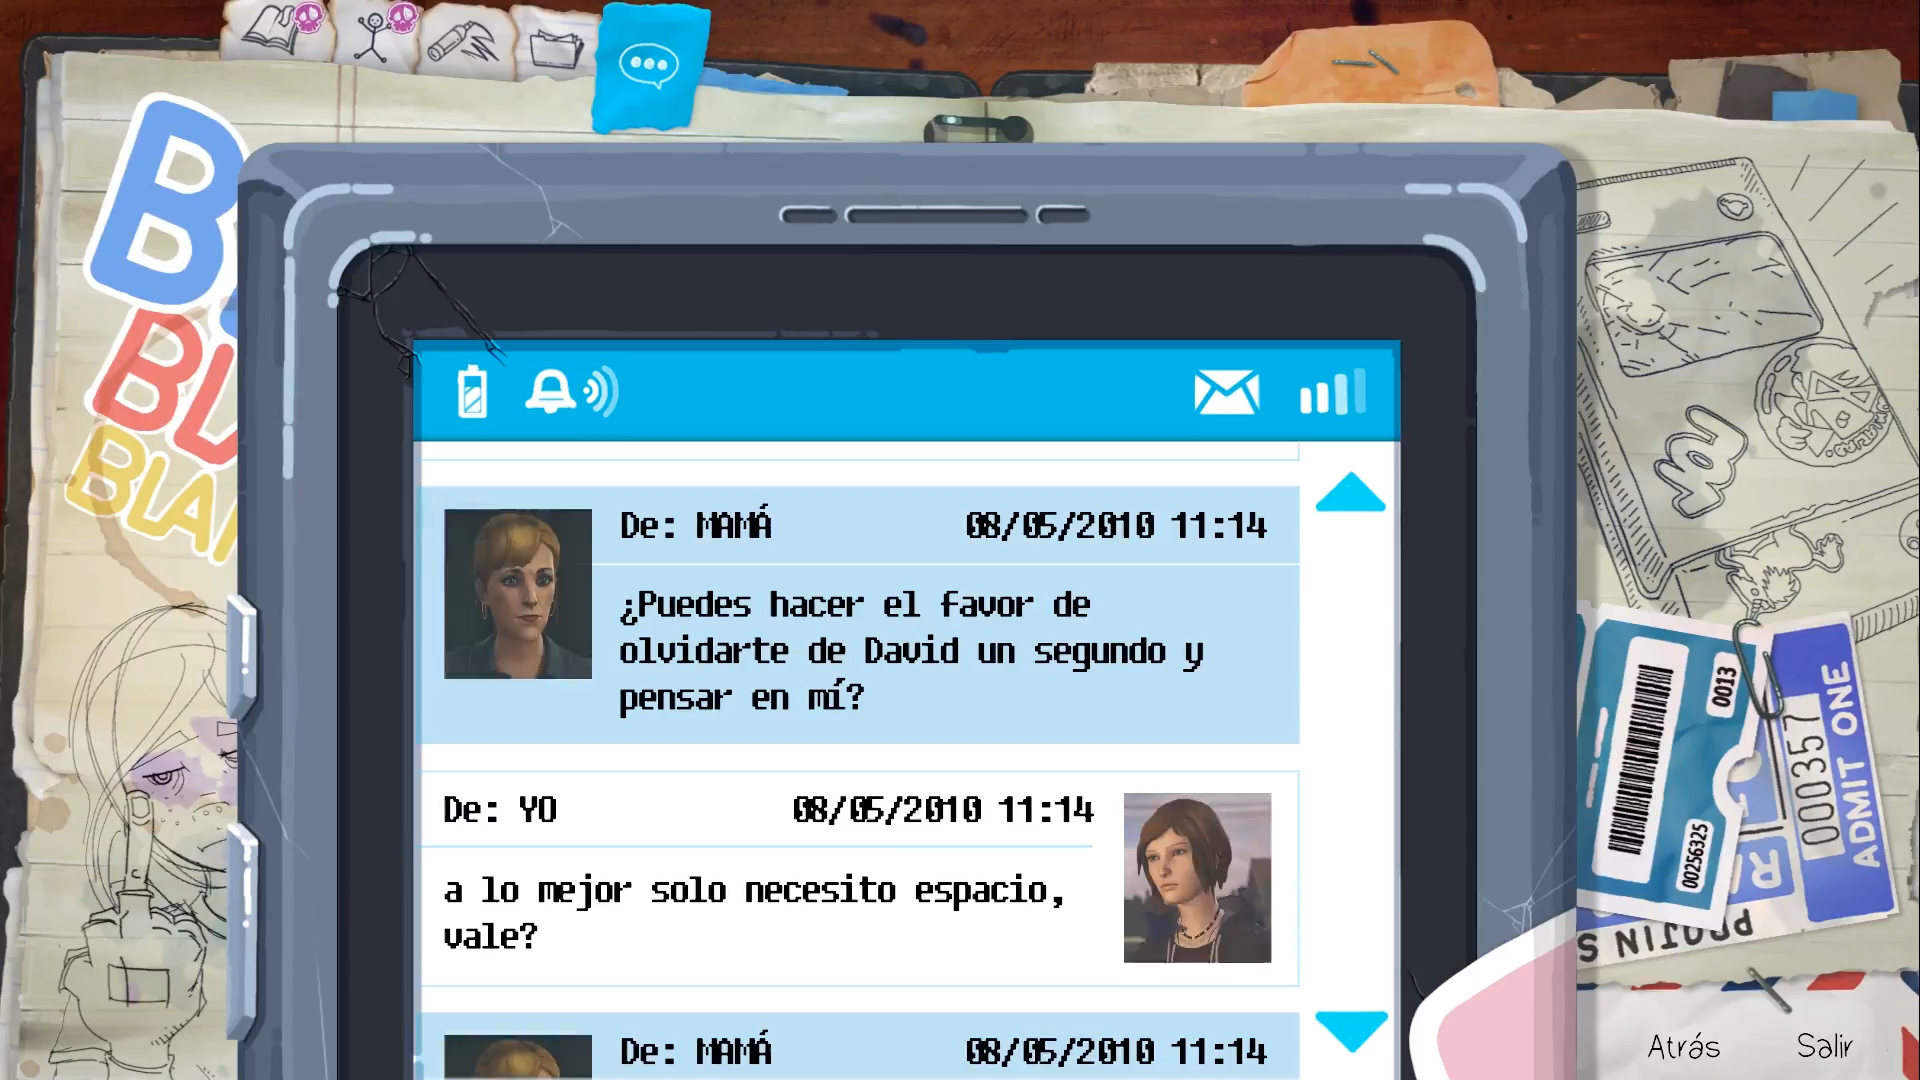 De: MAMÁ 08/05/2010 11:14
¿Puedes hacer el favor de
olvidarte de David un segundo y
pensar en mí?
De: YO 08/05/2010 11:14
a lo mejor solo necesito espacio,
vale?
De: MAMÁ 08/05/2010 11:14
0013
00256325
000357
ADMIT ONE
Atrás Salir